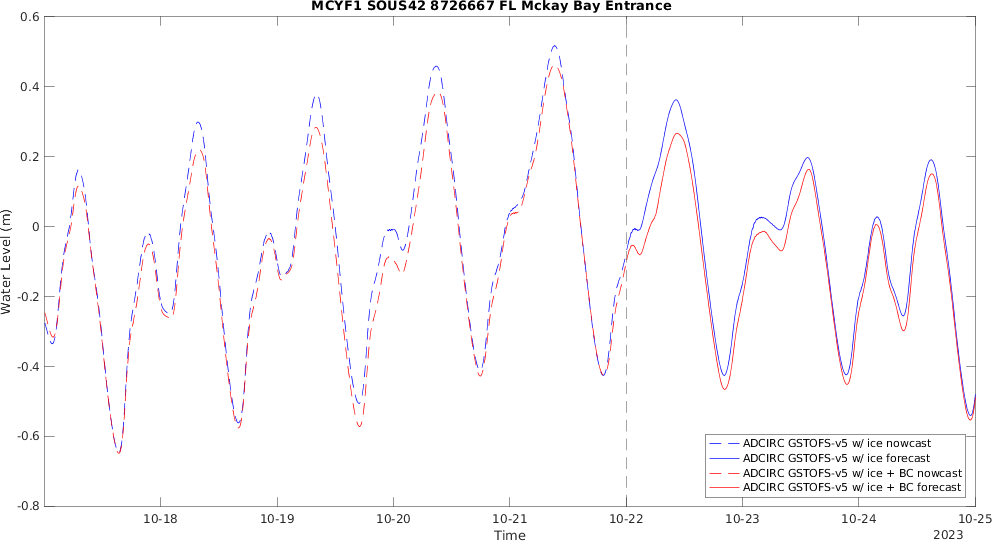 MCYF1 SOUS42 8726667 FL Mckay Bay Entrance
0.6
0.4
0.2
0
-0.2
-0.4
-0.6
-0.8
Water Level (m)
10-18
10-19
10-20
10-21
10-22
10-23
10-24
10-25
Time
2023
ADCIRC GSTOFS-v5 w/ ice nowcast
ADCIRC GSTOFS-v5 w/ ice forecast
ADCIRC GSTOFS-v5 w/ ice + BC nowcast
ADCIRC GSTOFS-v5 w/ ice + BC forecast